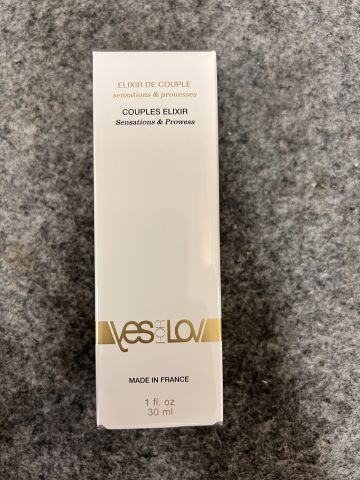 ELIXIR DE COUPLE
sensations & prouesses
COUPLES ELIXIR
Sensations & Prowess
YES FOR LOV
MADE IN FRANCE
1 fl. oz
30 ml